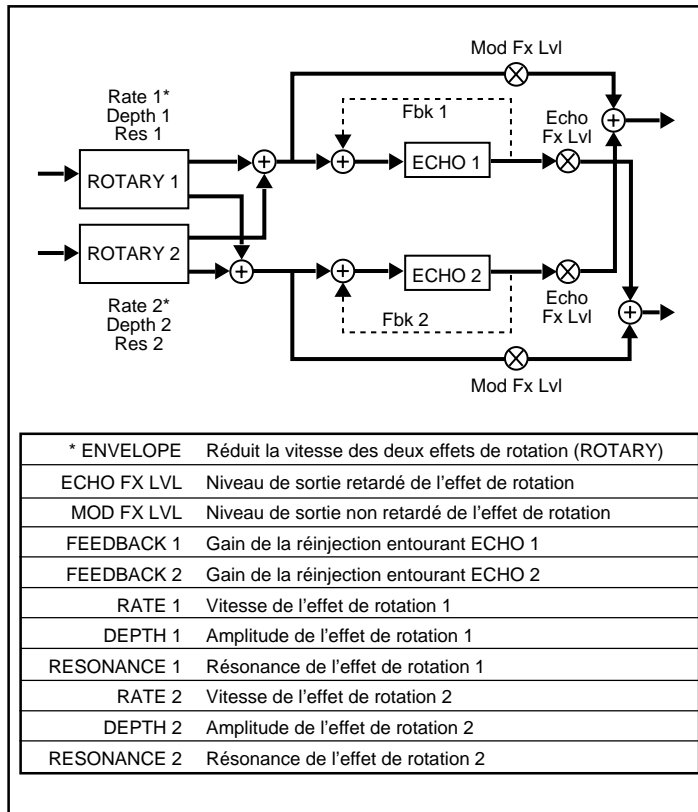 Mod Fx Lvl
Rate 1*
Depth 1
Res 1
Fbk 1
Echo
Fx Lvl
ROTARY 1
ECHO 1
ROTARY 2
ECHO 2
Rate 2*
Depth 2
Res 2
Fbk 2
Echo
Fx Lvl
Mod Fx Lvl
* ENVELOPE Réduit la vitesse des deux effets de rotation (ROTARY)
ECHO FX LVL Niveau de sortie retardé de l'effet de rotation
MOD FX LVL Niveau de sortie non retardé de l'effet de rotation
FEEDBACK 1 Gain de la réinjection entourant ECHO 1
FEEDBACK 2 Gain de la réinjection entourant ECHO 2
RATE 1 Vitesse de l'effet de rotation 1
DEPTH 1 Amplitude de l'effet de rotation 1
RESONANCE 1 Résonance de l'effet de rotation 1
RATE 2 Vitesse de l'effet de rotation 2
DEPTH 2 Amplitude de l'effet de rotation 2
RESONANCE 2 Résonance de l'effet de rotation 2